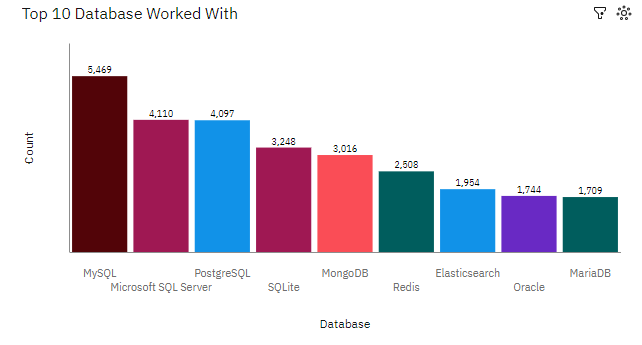 Top 10 Database Worked With
Count
5,469
4,110
4,097
3,248
3,016
2,508
1,954
1,744
1,709
MySQL
Microsoft SQL Server
PostgreSQL
SQLite
MongoDB
Redis
Elasticsearch
Oracle
MariaDB
Database